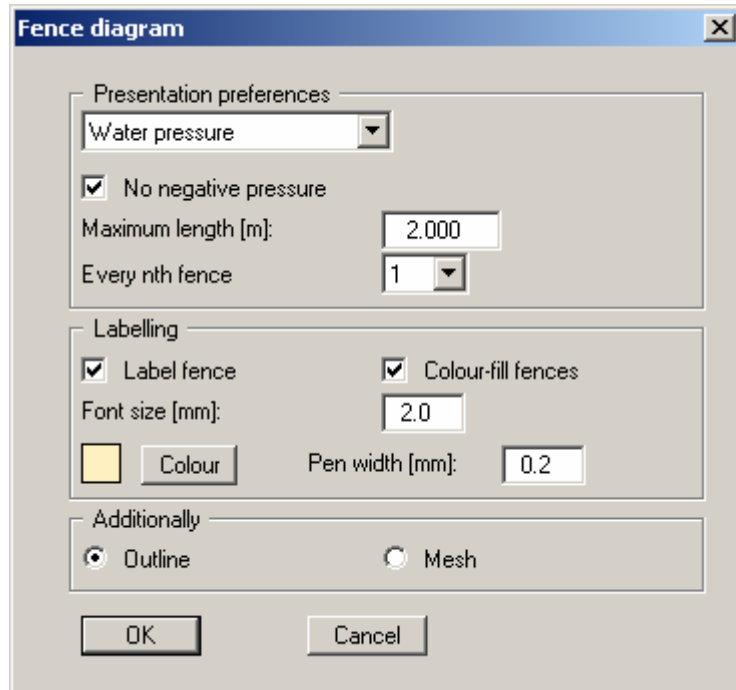 Fence diagram
Presentation preferences
Water pressure
No negative pressure
Maximum length [m]: 2.000
Every nth fence 1
Labelling
Label fence Colour-fill fences
Font size [mm]: 2.0
Colour Pen width [mm]: 0.2
Additionally
Outline Mesh
OK Cancel